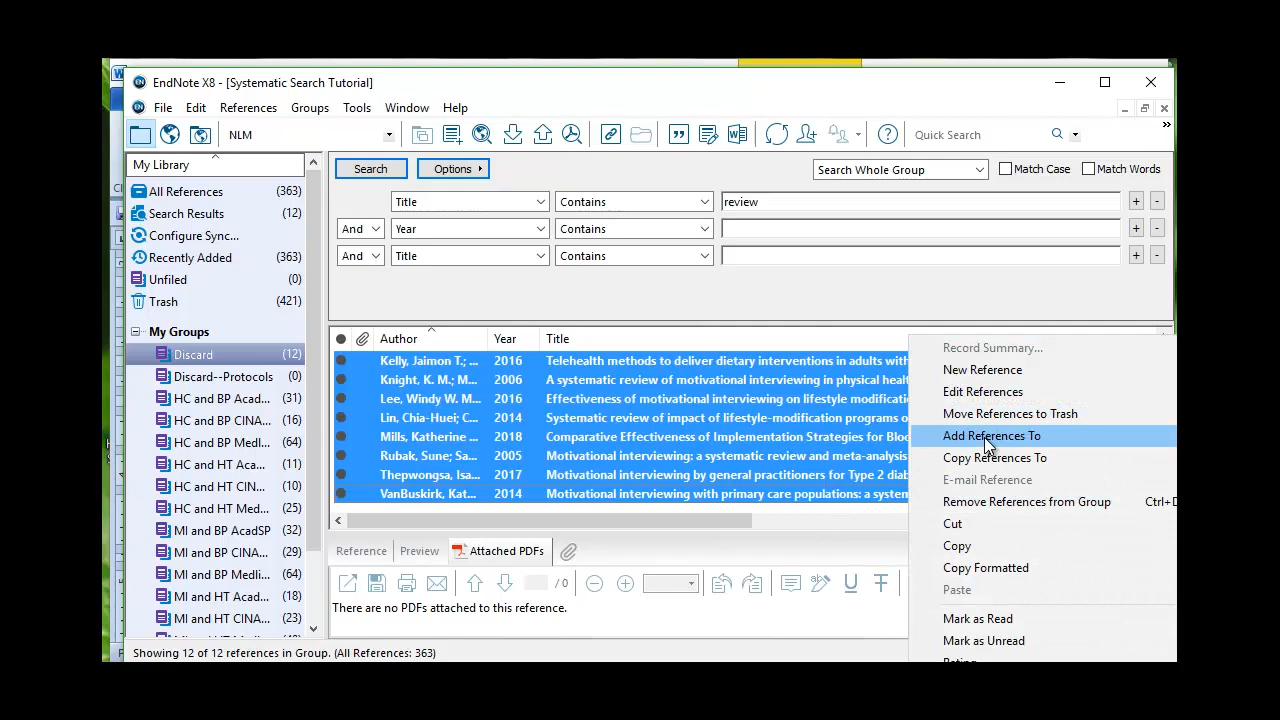 EndNote X8 - [Systematic Search Tutorial]
File Edit References Groups Tools Window Help
NLM
Quick Search
My Library
All References (363)
Search Results (12)
Configure Sync...
Recently Added (363)
Unfiled (0)
Trash (421)
My Groups
Discard (12)
Discard--Protocols (0)
HC and BP Acad... (31)
HC and BP CINA... (16)
HC and BP MedI... (64)
HC and HT Aca... (11)
HC and HT CIN... (10)
HC and HT Med... (51)
MI and BP AcadSP (32)
MI and BP CINA... (29)
MI and BP Medli... (64)
MI and HT Acad... (18)
MI and HT CINA... (23)
Search Options Search Whole Group Match Case Match Words
Title Contains review + -
And Year Contains + -
And Title Contains + -
Author Year Title
Kelly, Jaimon T.; ... 2016 Telehealth methods to deliver dietary interventions in adults with
Knight, K. M.; M... 2006 A systematic review of motivational interviewing in physical healt
Lee, Windy W. M... 2016 Effectiveness of motivational interviewing on lifestyle modificatio
Lin, Chia-Huei; C... 2014 Systematic review of impact of lifestyle-modification programs o
Mills, Katherine ... 2018 Comparative Effectiveness of Implementation Strategies for Bloo
Rubak, Sune; Sa... 2005 Motivational interviewing: a systematic review and meta-analysis
Thepwongsa, Isa... 2017 Motivational interviewing by general practitioners for Type 2 diab
VanBuskirk, Kat... 2014 Motivational interviewing with primary care populations: a system
Record Summary...
New Reference
Edit References
Move References to Trash
Add References To
Copy References To
E-mail Reference
Remove References from Group Ctrl+D
Cut
Copy
Copy Formatted
Paste
Mark as Read
Mark as Unread
Reference Preview Attached PDFs
/ 0
There are no PDFs attached to this reference.
Showing 12 of 12 references in Group. (All References: 363)